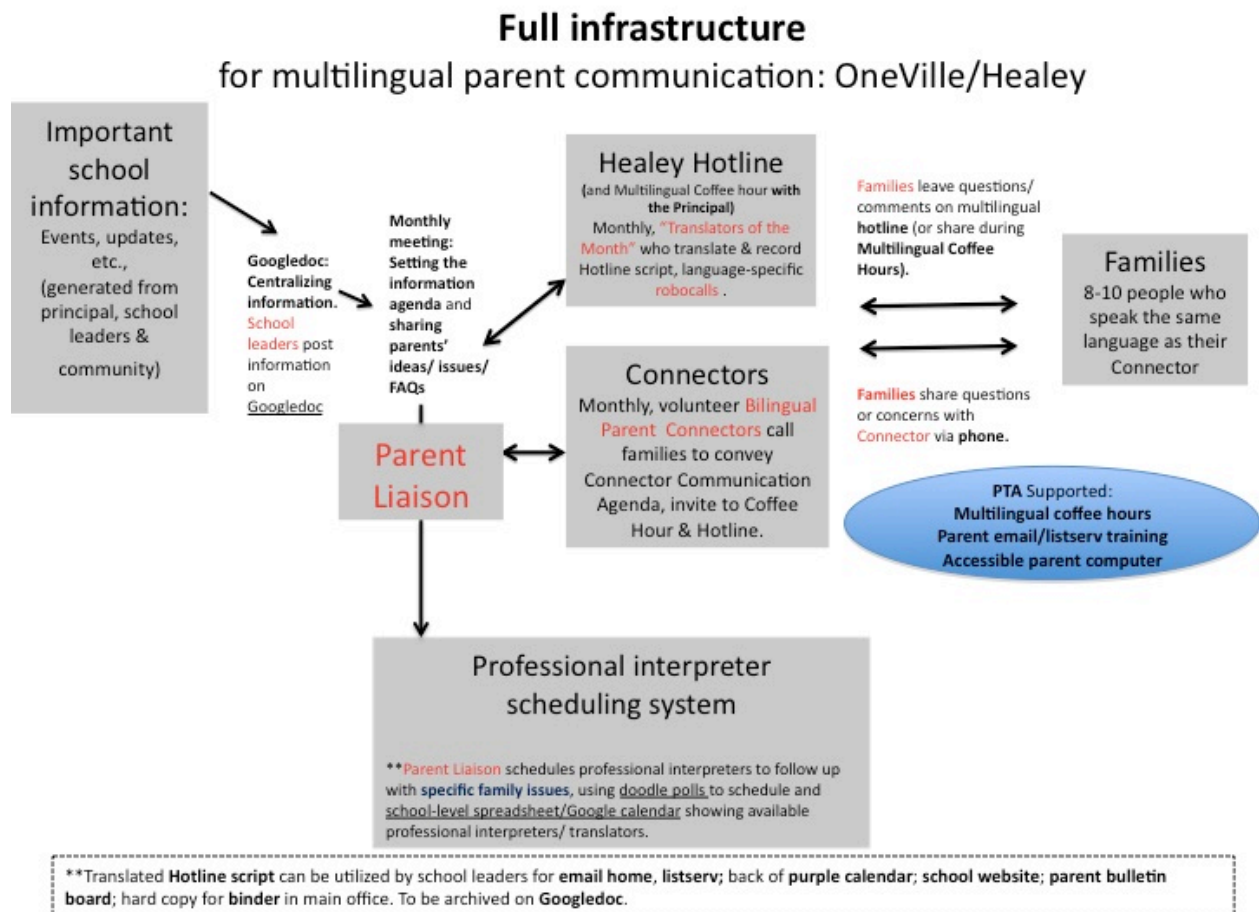 Full infrastructure
for multilingual parent communication: OneVille/Healey
Important
school
information:
Events, updates,
etc.,
(generated from
principal, school
leaders &
community)
Googledoc:
Centralizing
information.
School
leaders post
information
on
Googledoc
Monthly
meeting:
Setting the
information
agenda and
sharing
parents’
ideas/ issues/
FAQs
Parent
Liaison
Healey Hotline
(and Multilingual Coffee hour with
the Principal)
Monthly, “Translators of the
Month” who translate & record
Hotline script, language-specific
robocalls .
Connectors
Monthly, volunteer Bilingual
Parent Connectors call
families to convey
Connector Communication
Agenda, invite to Coffee
Hour & Hotline.
Families leave questions/
comments on multilingual
hotline (or share during
Multilingual Coffee
Hours).
Families share questions
or concerns with
Connector via phone.
Families
8-10 people who
speak the same
language as their
Connector
PTA Supported:
Multilingual coffee hours
Parent email/listserv training
Accessible parent computer
Professional interpreter
scheduling system
**Parent Liaison schedules professional interpreters to follow up
with specific family issues, using doodle polls to schedule and
school-level spreadsheet/Google calendar showing available
professional interpreters/ translators.
**Translated Hotline script can be utilized by school leaders for email home, listserv; back of purple calendar; school website; parent bulletin
board; hard copy for binder in main office. To be archived on Googledoc.